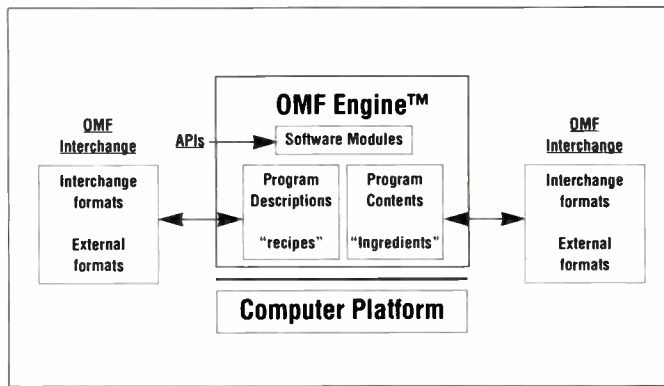 OMF Engine™
OMF
Interchange
APIs
Software Modules
OMF
Interchange
Interchange
formats
External
formats
Program
Descriptions
"recipes"
Program
Contents
"Ingredients"
Interchange
formats
External
formats
Computer Platform